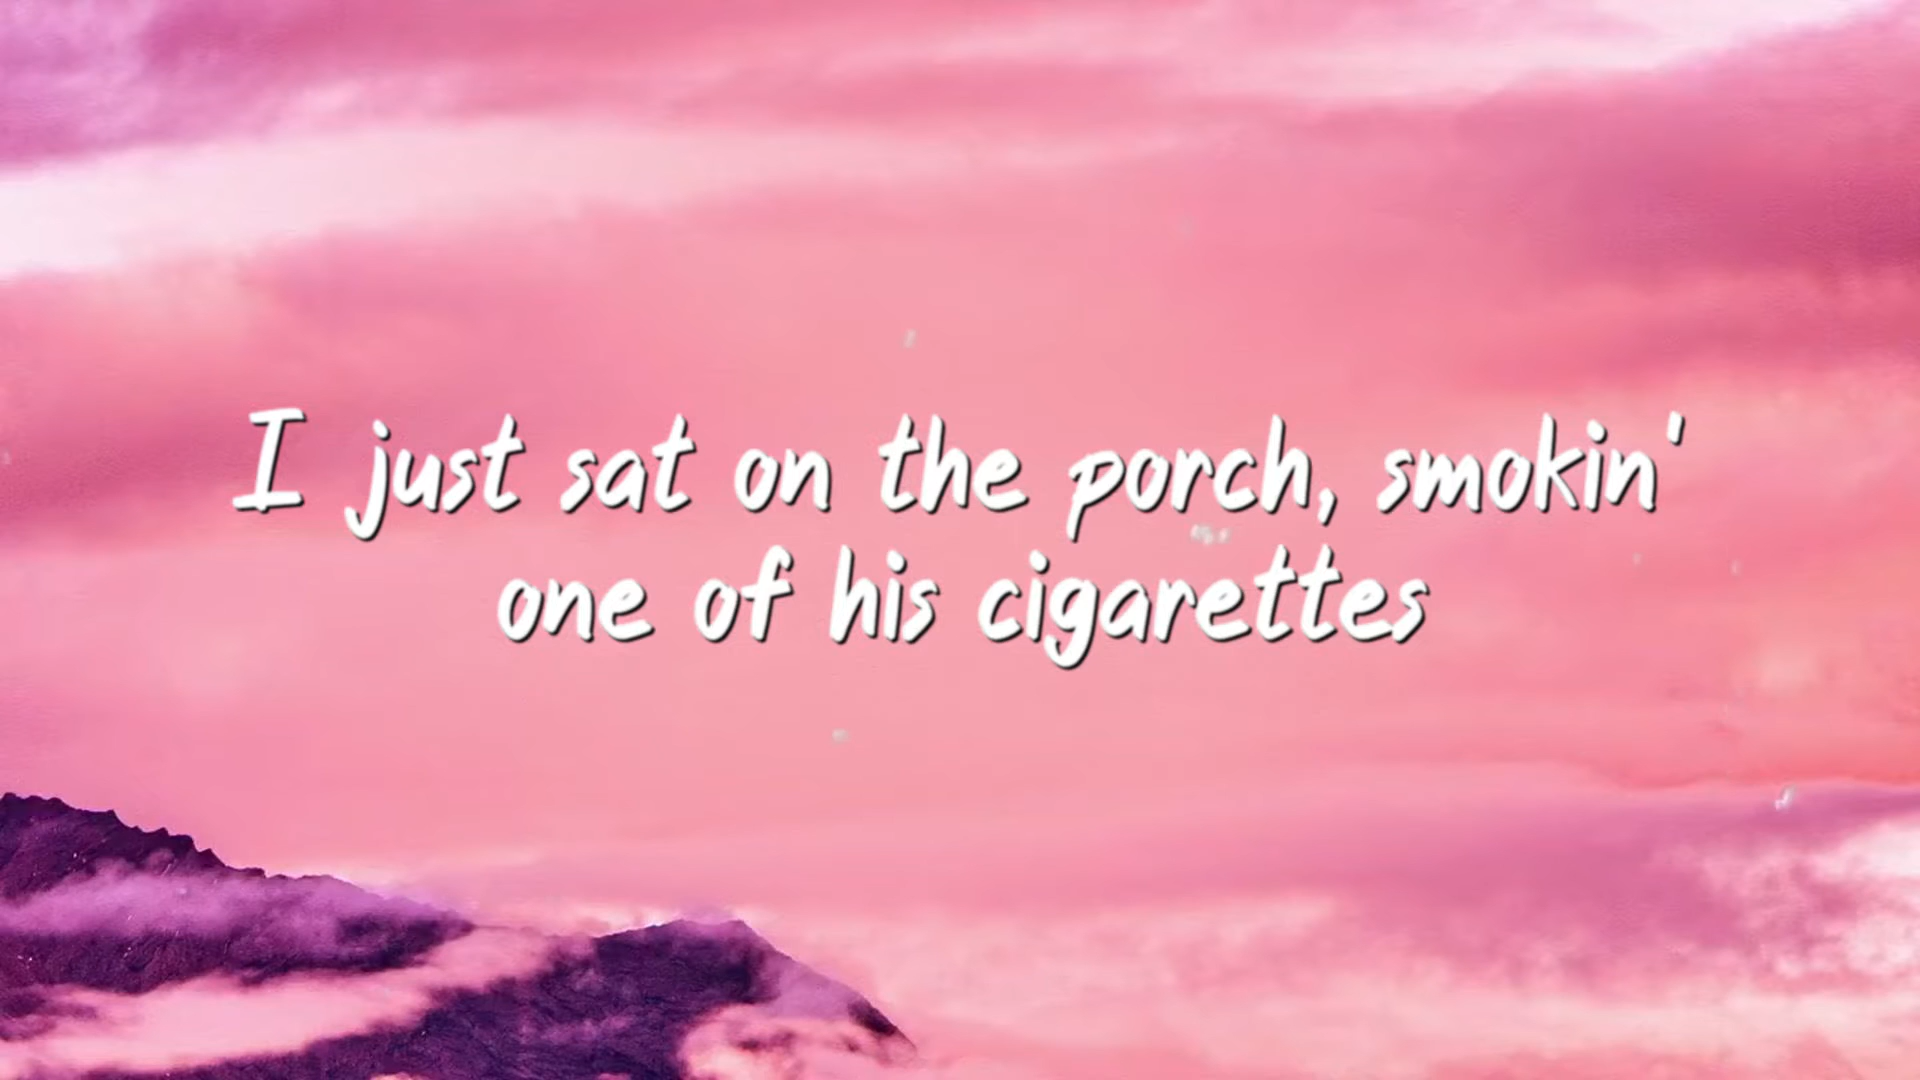 I just sat on the porch, smokin'
one of his cigarettes